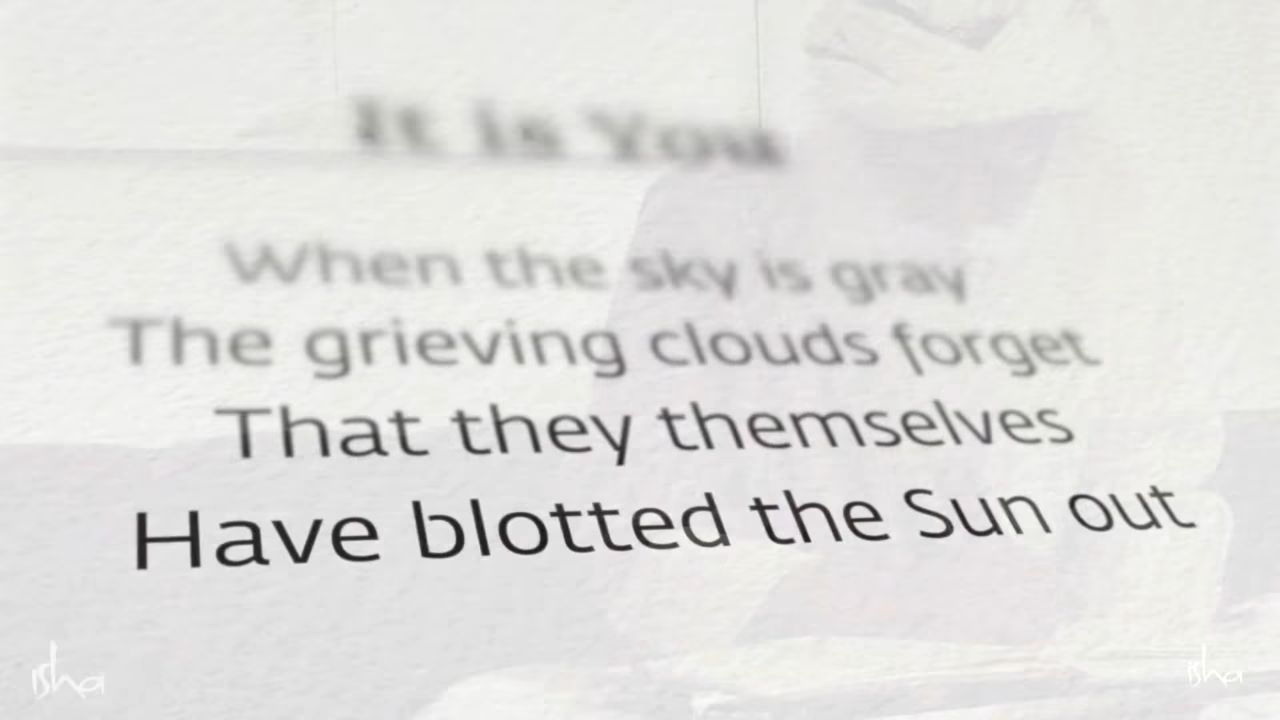 It is You
When the sky is gray
The grieving clouds forget
That they themselves
Have blotted the Sun out
isha
isha